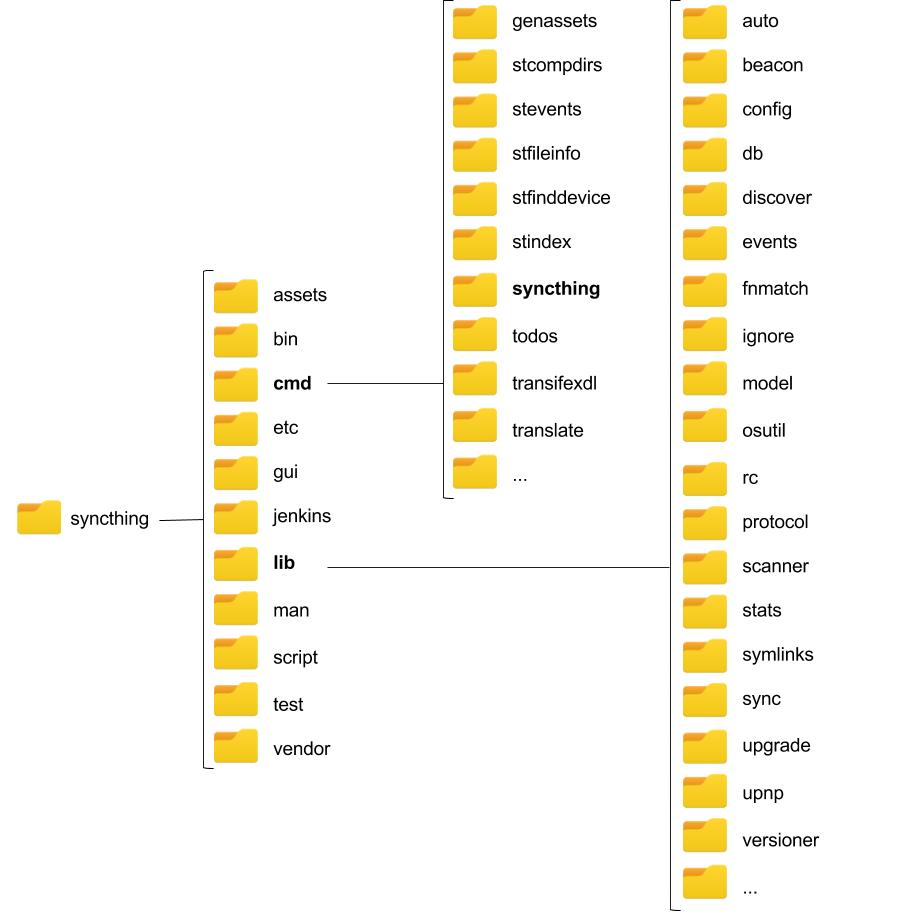 syncthing
assets
bin
cmd
etc
gui
jenkins
lib
man
script
test
vendor
genassets
stcompdirs
stevents
stfileinfo
stfinddevice
stindex
syncthing
todos
transifexdl
translate
...
auto
beacon
config
db
discover
events
fnmatch
ignore
model
osutil
rc
protocol
scanner
stats
symlinks
sync
upgrade
upnp
versioner
...